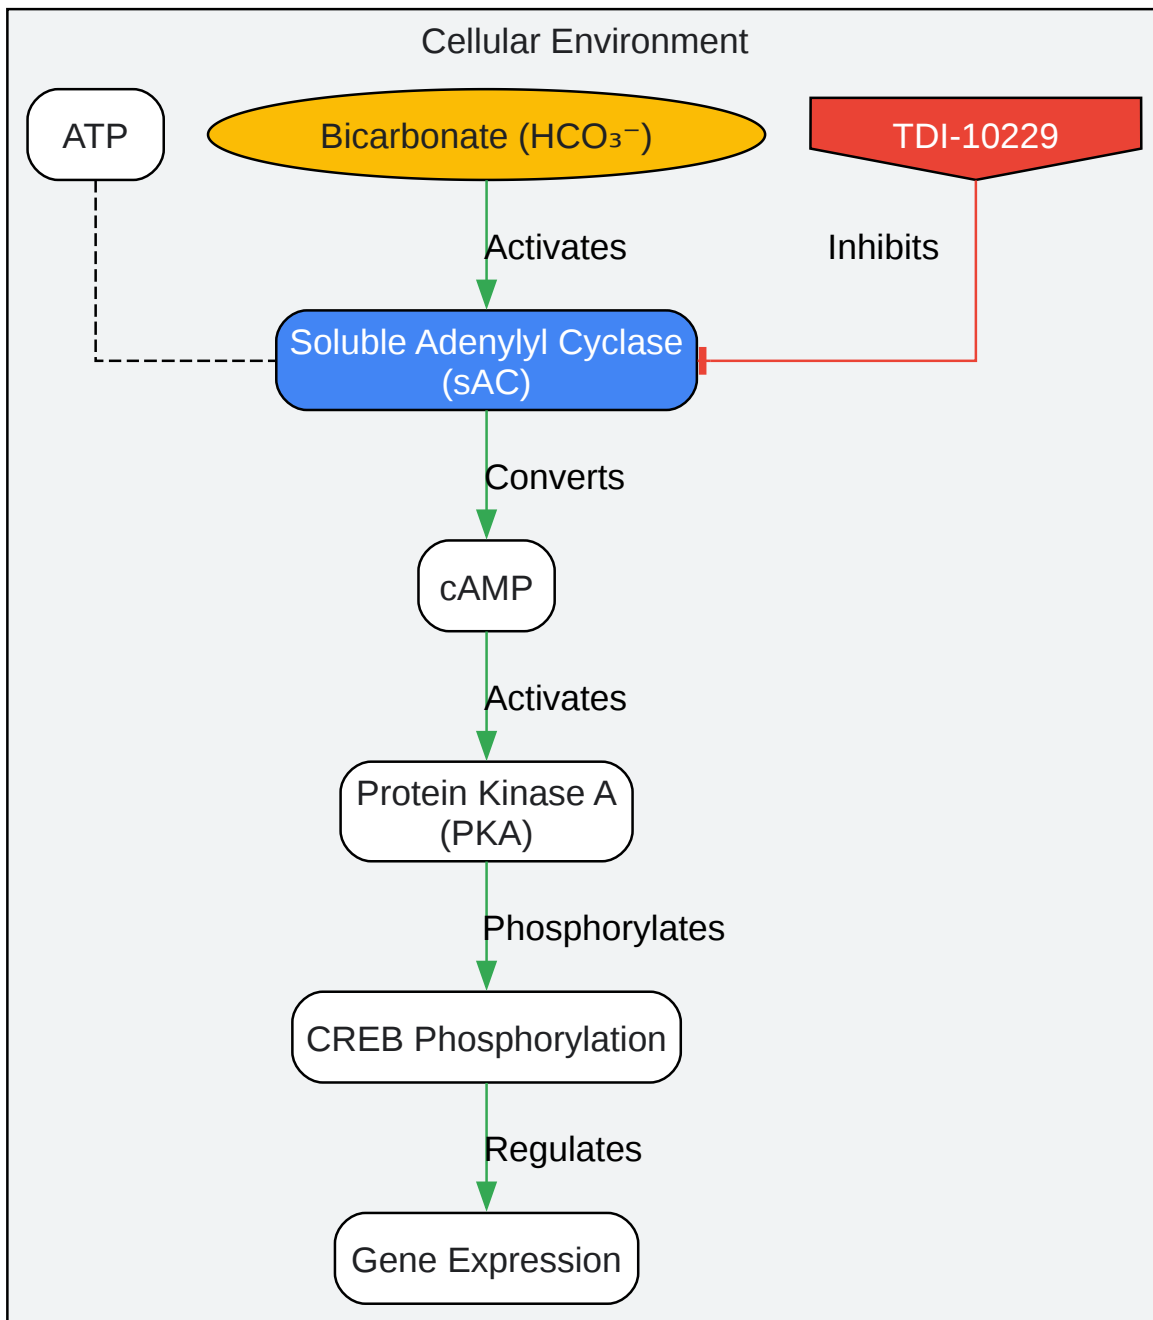 Cellular Environment
ATP
Bicarbonate (HCO₃⁻)
TDI-10229
Activates
Inhibits
Soluble Adenylyl Cyclase
(sAC)
Converts
cAMP
Activates
Protein Kinase A
(PKA)
Phosphorylates
CREB Phosphorylation
Regulates
Gene Expression